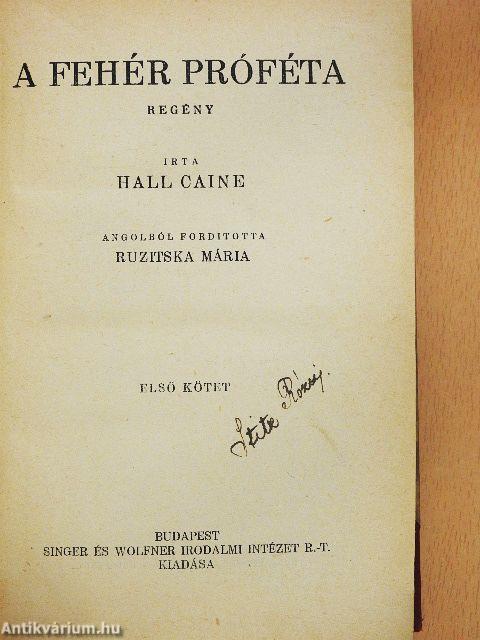 A FEHÉR PRÓFÉTA
REGÉNY
IRTA
HALL CAINE
ANGOLBÓL FORDITOTTA
RUZITSKA MÁRIA
ELSŐ KÖTET
BUDAPEST
SINGER ÉS WOLFNER IRODALMI INTÉZET R.-T.
KIADÁSA
Antikvárium.hu